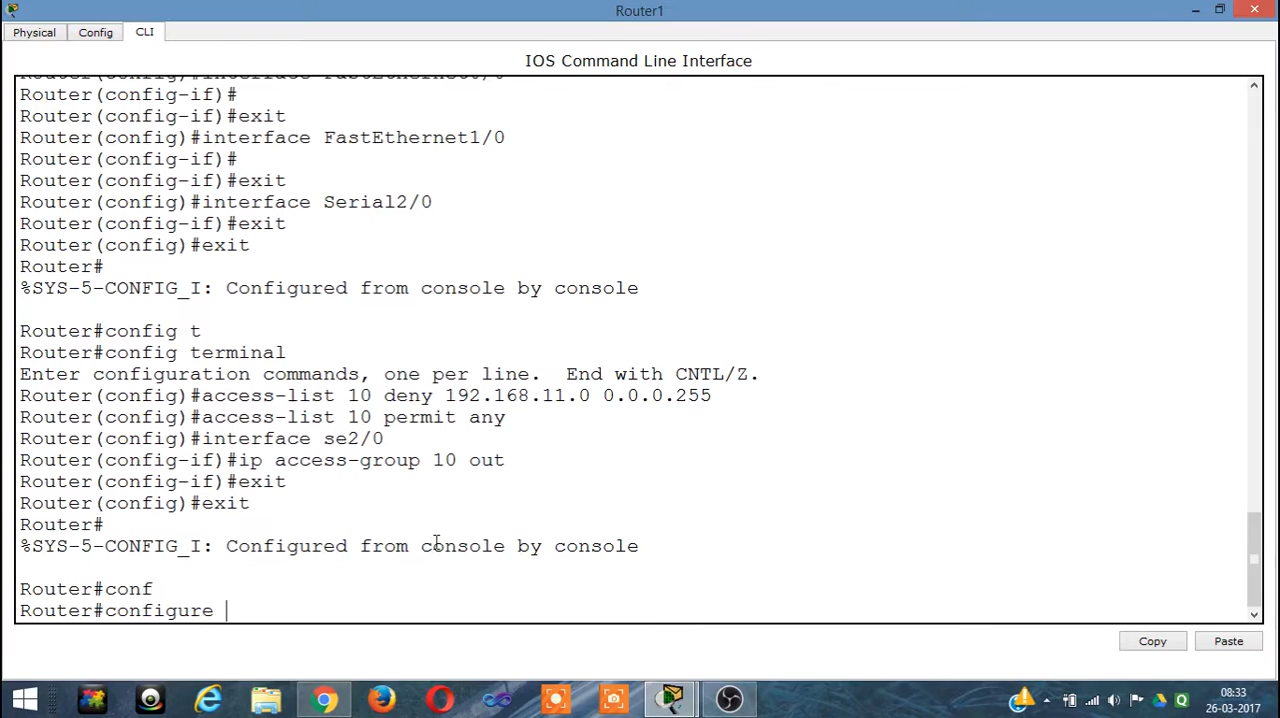 Router1
Physical
Config
CLI
IOS Command Line Interface
Router(config-if)#
Router(config-if)#exit
Router(config)#interface FastEthernet1/0
Router(config-if)#
Router(config-if)#exit
Router(config)#interface Serial2/0
Router(config-if)#exit
Router(config)#exit
Router#
%SYS-5-CONFIG_I: Configured from console by console
Router#config t
Router#config terminal
Enter configuration commands, one per line.  End with CNTL/Z.
Router(config)#access-list 10 deny 192.168.11.0 0.0.0.255
Router(config)#access-list 10 permit any
Router(config)#interface se2/0
Router(config-if)#ip access-group 10 out
Router(config-if)#exit
Router(config)#exit
Router#
%SYS-5-CONFIG_I: Configured from console by console
Router#conf
Router#configure
Copy
Paste
08:33
26-03-2017